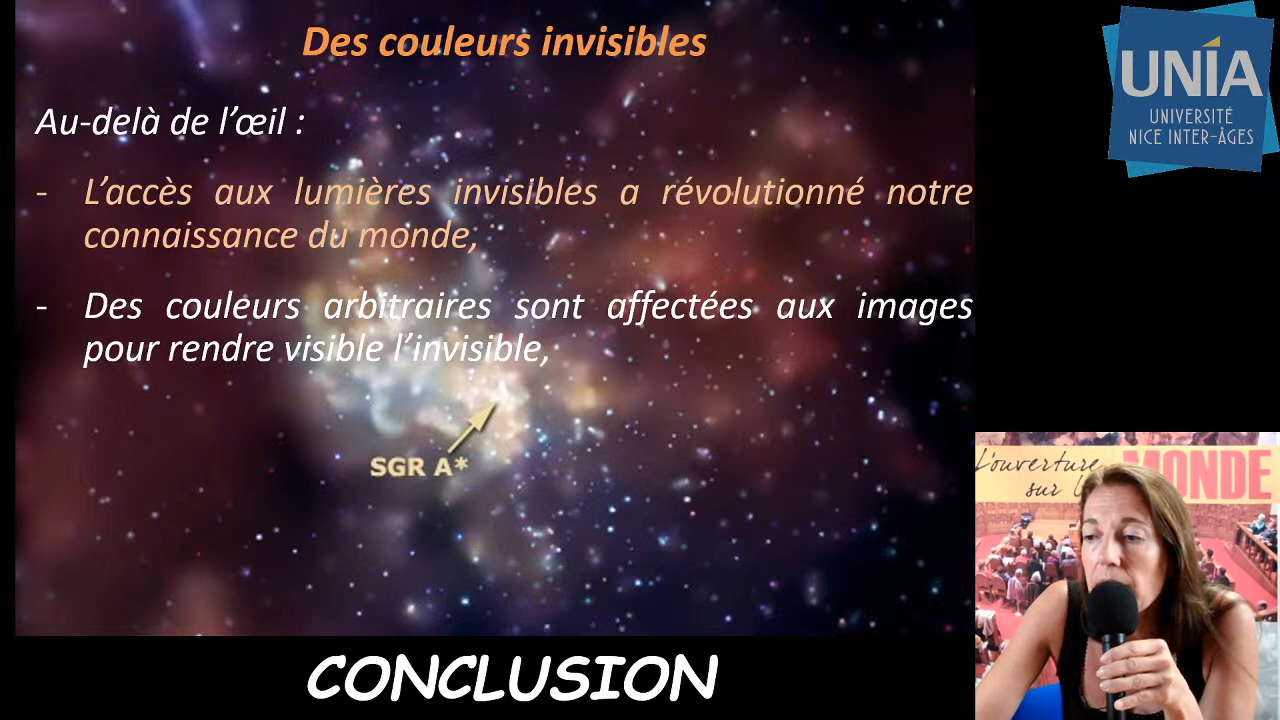 Des couleurs invisibles
UNIA
UNIVERSITÉ
NICE INTER-ÂGES
Au-delà de l’œil :
- L’accès aux lumières invisibles a révolutionné notre
connaissance du monde,
- Des couleurs arbitraires sont affectées aux images
pour rendre visible l’invisible,
SGR A*
L'ouverture
sur
MONDE
CONCLUSION